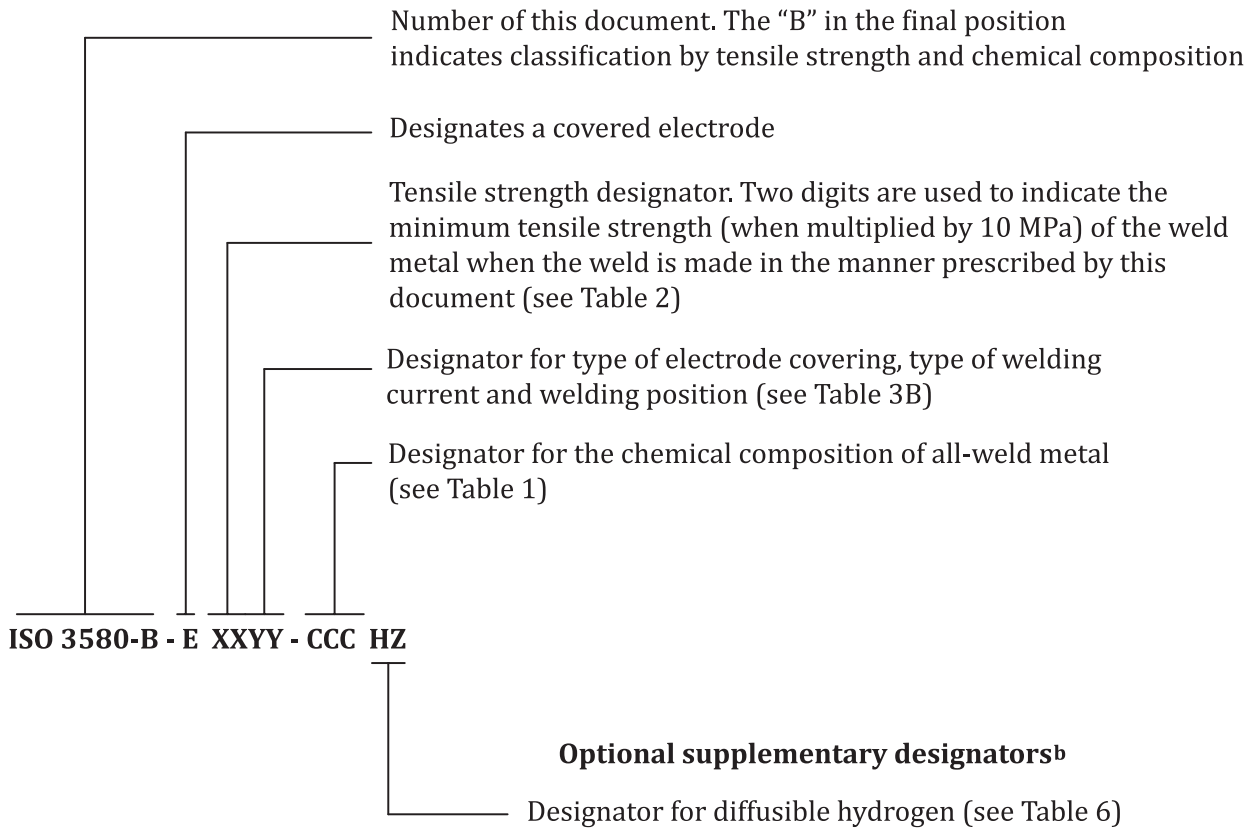 Number of this document. The “B” in the final position
indicates classification by tensile strength and chemical composition
Designates a covered electrode
Tensile strength designator. Two digits are used to indicate the
minimum tensile strength (when multiplied by 10 MPa) of the weld
metal when the weld is made in the manner prescribed by this
document (see Table 2)
Designator for type of electrode covering, type of welding
current and welding position (see Table 3B)
Designator for the chemical composition of all-weld metal
(see Table 1)
ISO 3580-B - E XXYY - CCC HZ
Optional supplementary designatorsb
Designator for diffusible hydrogen (see Table 6)